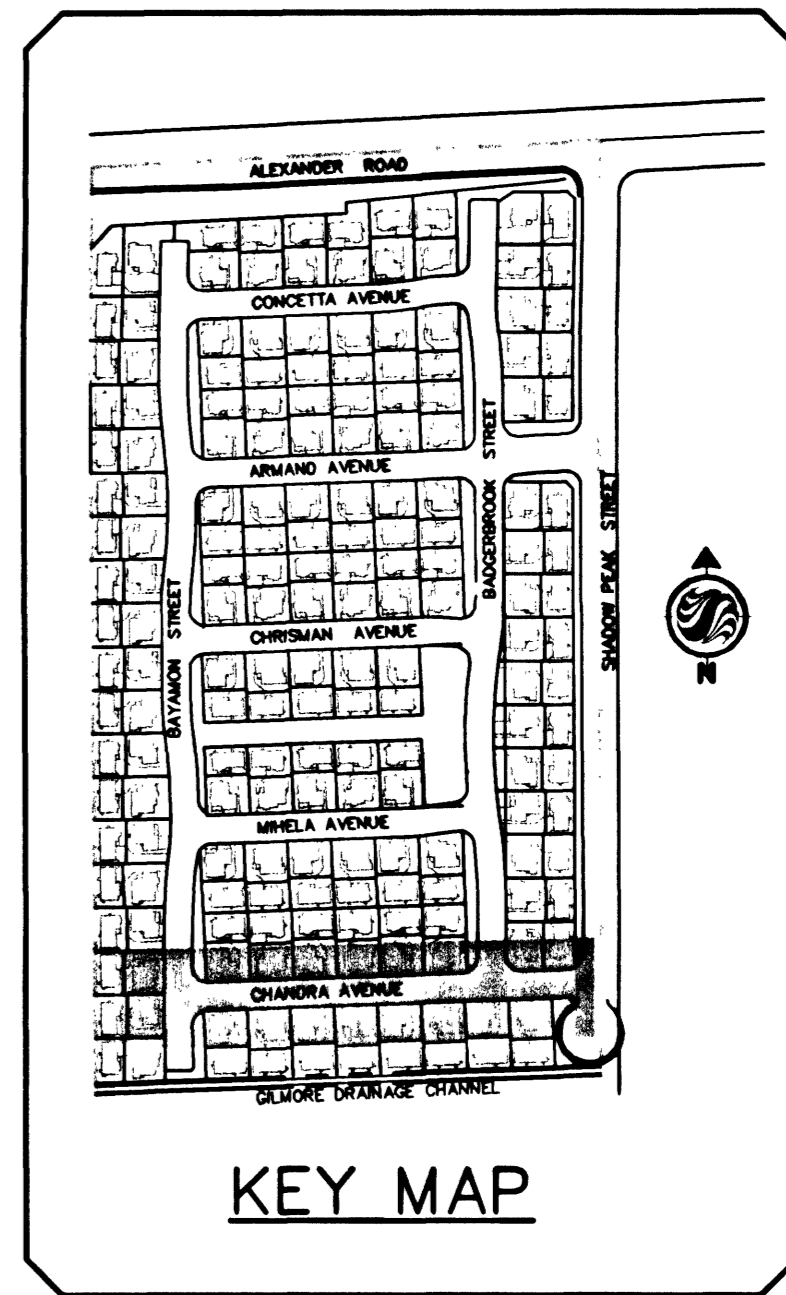 ALEXANDER ROAD
CONCETTA AVENUE
ARMANO AVENUE
BADGERBROOK STREET
SHADOW PEAK STREET
BAYAMON STREET
CHRISMAN AVENUE
N
MIHELA AVENUE
CHANDRA AVENUE
GILMORE DRAINAGE CHANNEL
KEY MAP